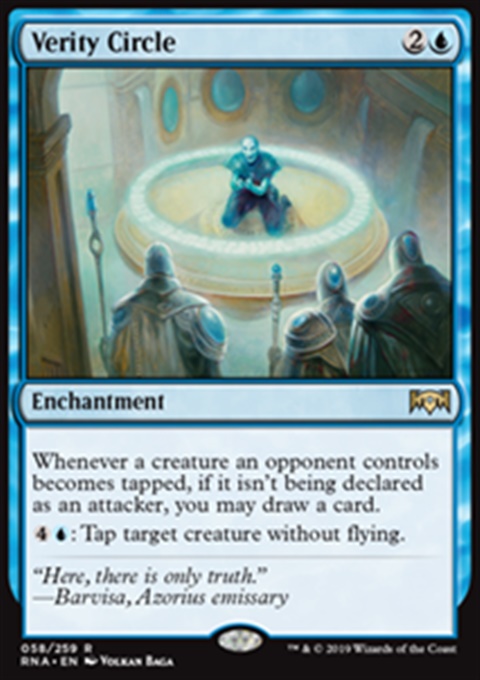 Verity Circle 2
Enchantment
Whenever a creature an opponent controls
becomes tapped, if it isn't being declared
as an attacker, you may draw a card.
4 : Tap target creature without flying.
"Here, there is only truth."
—Barvisa, Azorius emissary
058/259 R
RNA • EN Volkan Baga
™ & © 2019 Wizards of the Coast